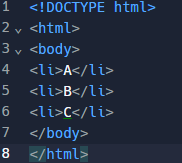 1 <!DOCTYPE html>
2 <html>
3 <body>
4 <li>A</li>
5 <li>B</li>
6 <li>C</li>
7 </body>
8 </html>